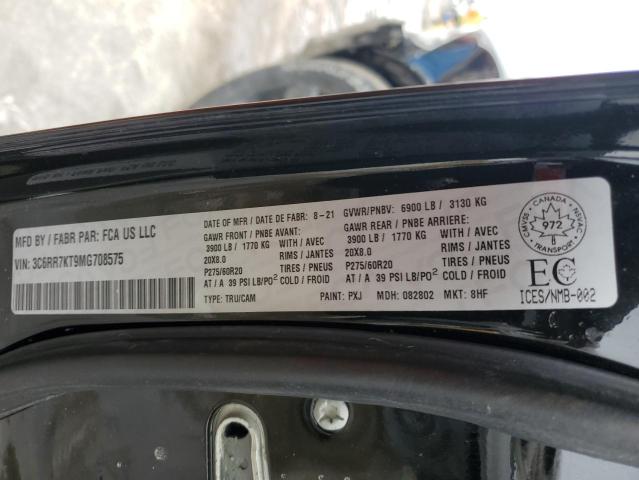 MFD BY / FABR PAR: FCA US LLC
VIN: 3C6RR7KT9MG708575
DATE OF MFR / DATE DE FABR: 8-21 GVWR/PNBV: 6900 LB / 3130 KG
GAWR FRONT / PNBE AVANT: GAWR REAR / PNBE ARRIERE:
3900 LB / 1770 KG WITH/AVEC 3900 LB / 1770 KG WITH/AVEC
20X8.0 RIMS / JANTES 20X8.0 RIMS / JANTES
P275/60R20 TIRES / PNEUS P275/60R20 TIRES / PNEUS
AT / A 39 PSI LB/PO² COLD / FROID AT / A 39 PSI LB/PO² COLD / FROID
TYPE: TRU/CAM PAINT: PXJ MDH: 082802 MKT: 8HF
CANADA
972
B
EC
ICES/NMB-002